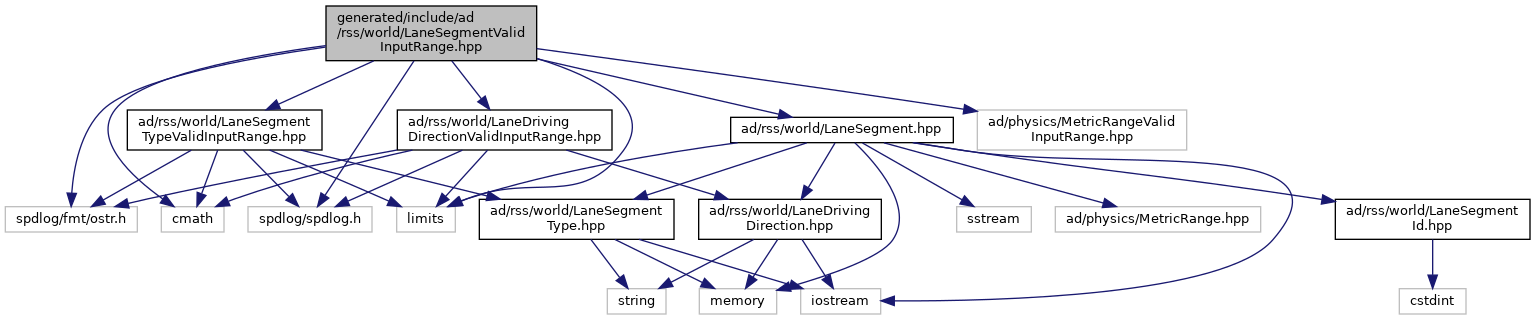 generated/include/ad
/rss/world/LaneSegmentValid
InputRange.hpp
ad/rss/world/LaneSegment
TypeValidInputRange.hpp
ad/rss/world/LaneDriving
DirectionValidInputRange.hpp
ad/rss/world/LaneSegment.hpp
ad/physics/MetricRangeValid
InputRange.hpp
spdlog/fmt/ostr.h
cmath
spdlog/spdlog.h
limits
ad/rss/world/LaneSegment
Type.hpp
ad/rss/world/LaneDriving
Direction.hpp
sstream
ad/physics/MetricRange.hpp
ad/rss/world/LaneSegment
Id.hpp
string
memory
iostream
cstdint